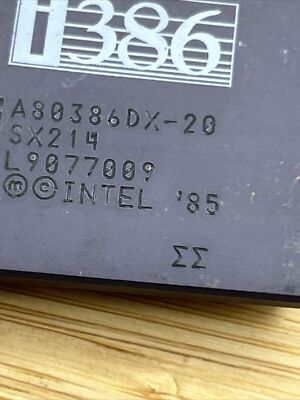 i386
A80386DX-20
SX214
L9077009
ⓜ©INTEL '85
ΣΣ